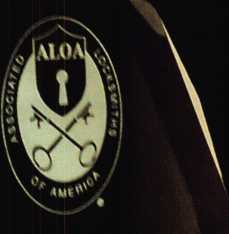 ALOA
ASSOCIATED
LOCKSMITHS
OF AMERICA